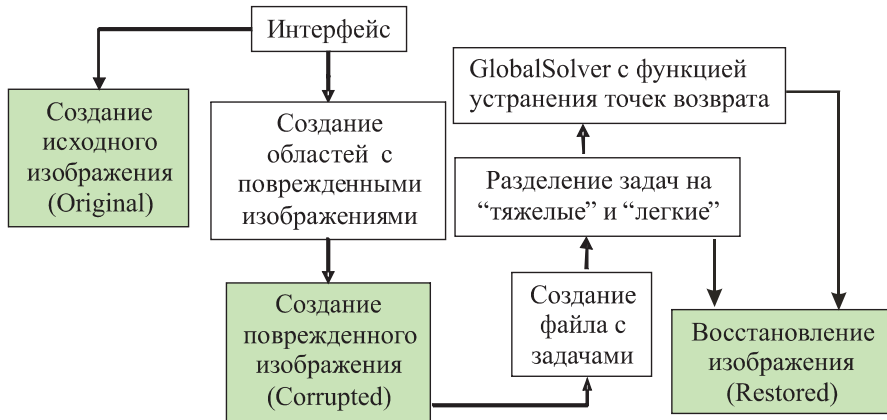 Интерфейс
Создание
исходного
изображения
(Original)
Создание
областей с
поврежденными
изображениями
Создание
поврежденного
изображения
(Corrupted)
Создание
файла с
задачами
Разделение задач на
“тяжелые” и “легкие”
GlobalSolver с функцией
устранения точек возврата
Восстановление
изображения
(Restored)